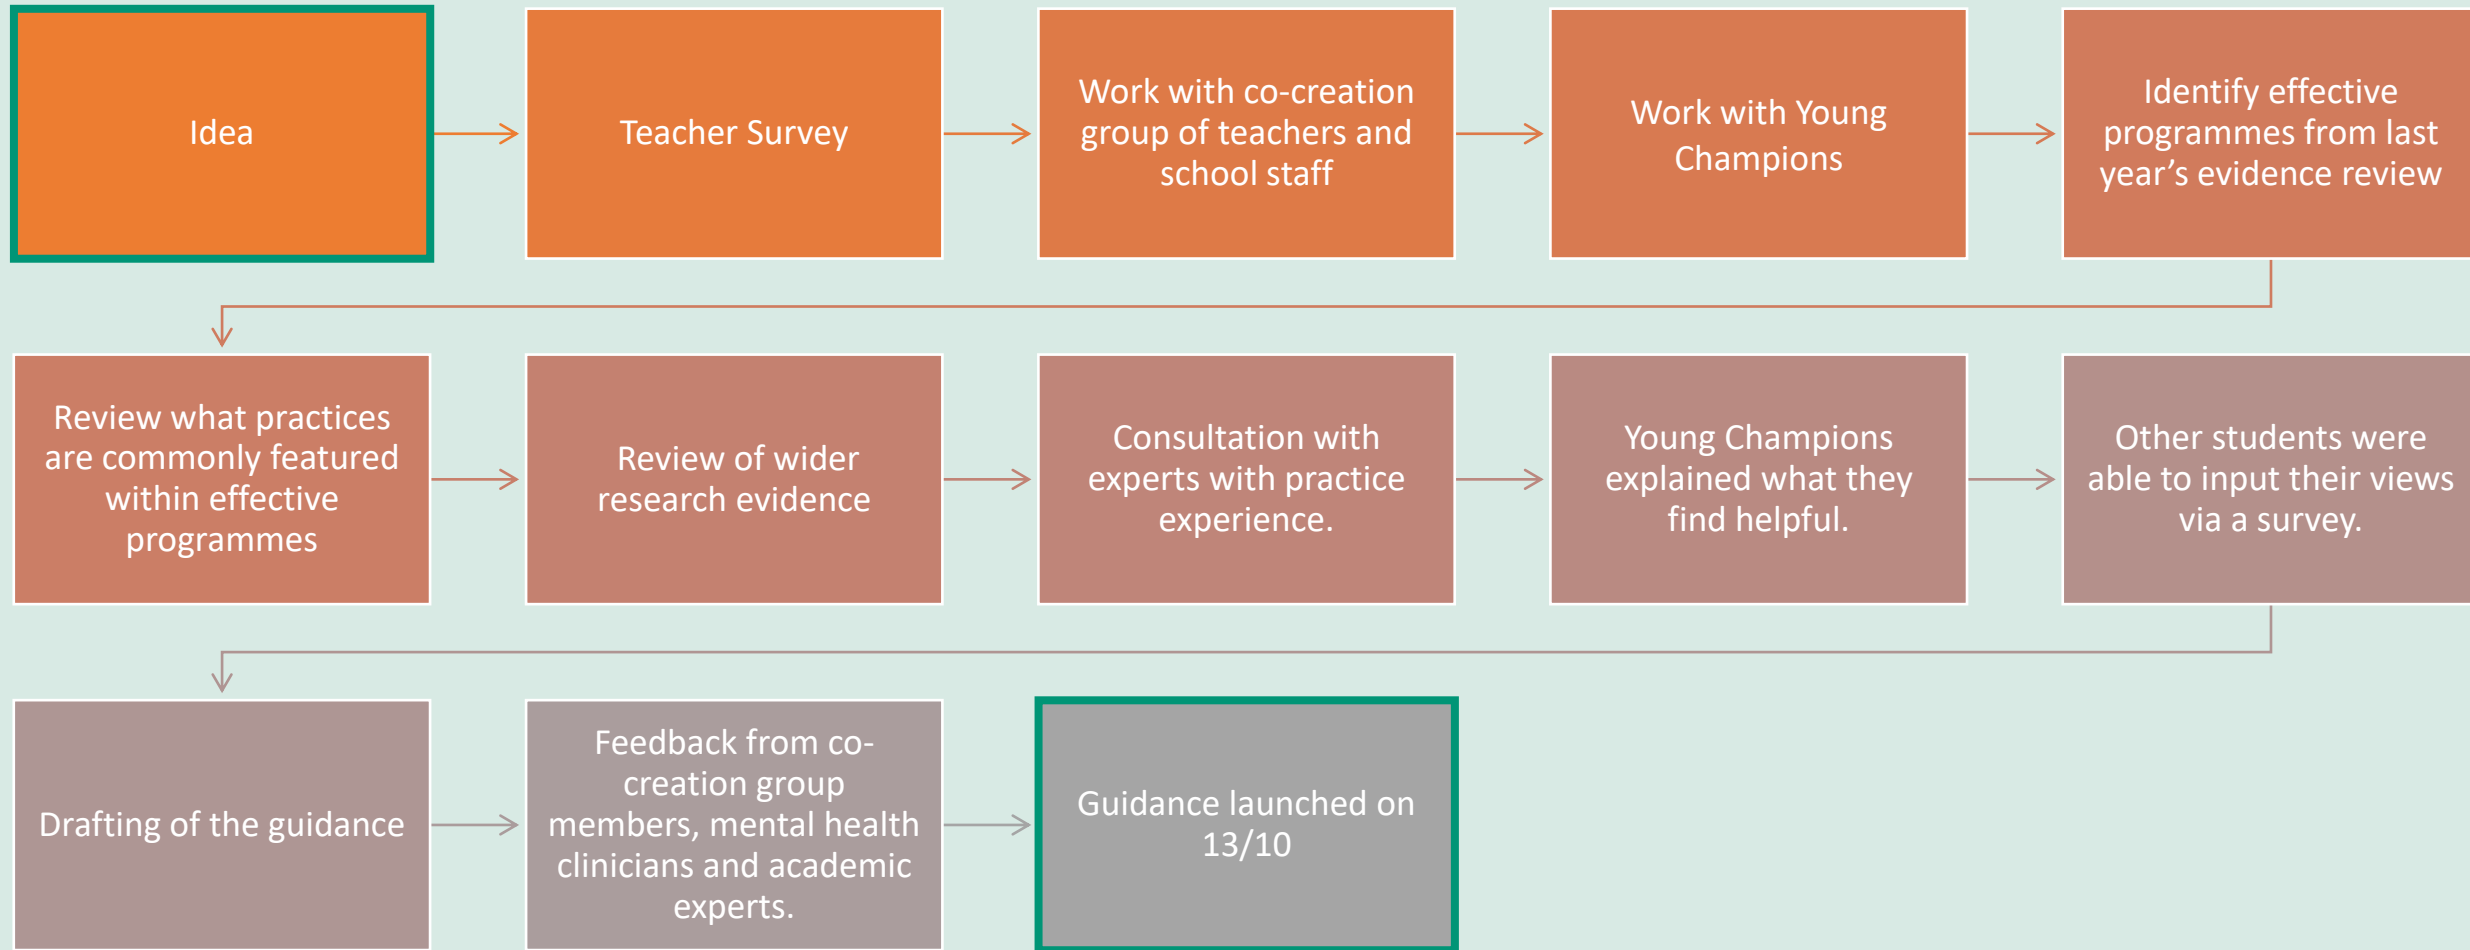 Idea
Teacher Survey
Work with co-creation
group of teachers and
school staff
Work with Young
Champions
Identify effective
programmes from last
year’s evidence review
Review what practices
are commonly featured
within effective
programmes
Review of wider
research evidence
Consultation with
experts with practice
experience.
Young Champions
explained what they
find helpful.
Other students were
able to input their views
via a survey.
Drafting of the guidance
Feedback from co-
creation group
members, mental health
clinicians and academic
experts.
Guidance launched on
13/10